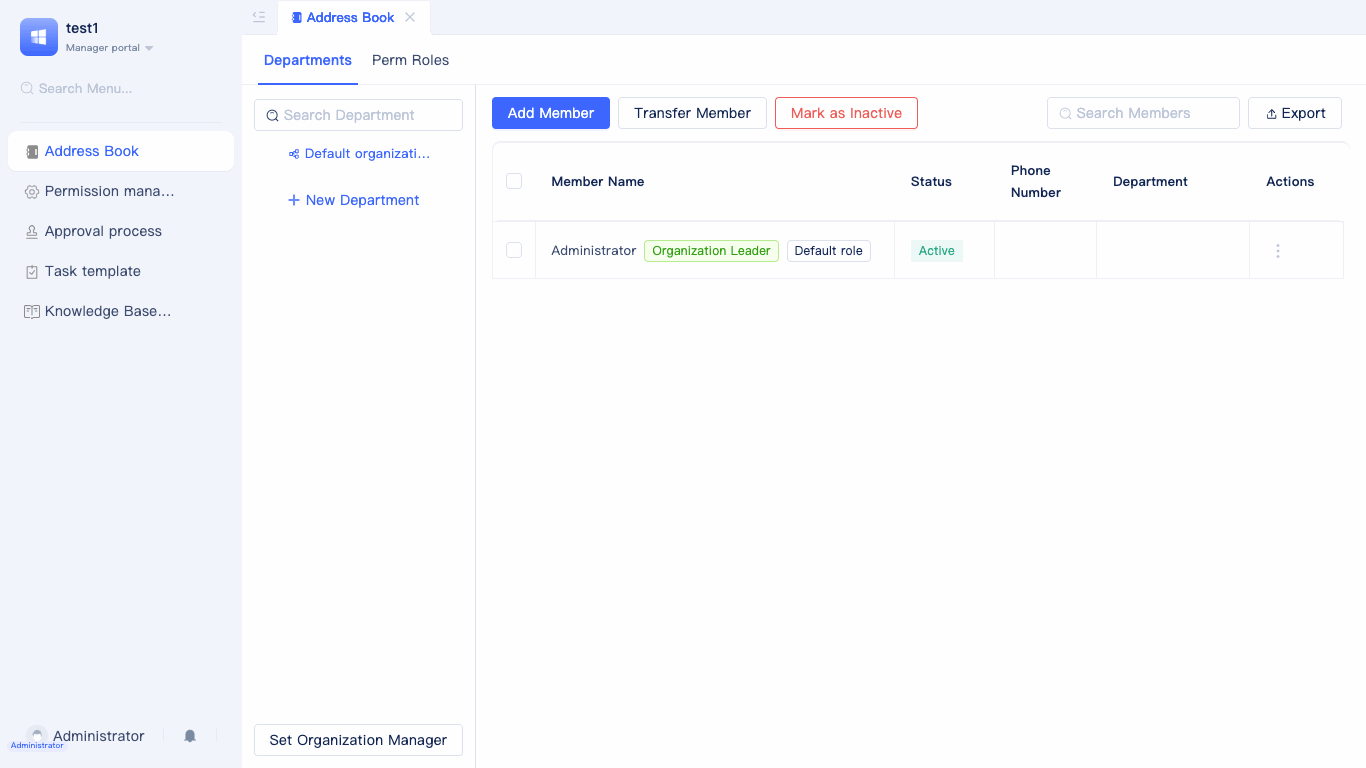 test1
Manager portal
Search Menu...
Address Book
Permission mana...
Approval process
Task template
Knowledge Base...
Administrator
Administrator
Address Book
Departments
Perm Roles
Search Department
Default organizati...
New Department
Set Organization Manager
Add Member
Transfer Member
Mark as Inactive
Search Members
Export
Member Name
Status
Phone
Number
Department
Actions
Administrator
Organization Leader
Default role
Active